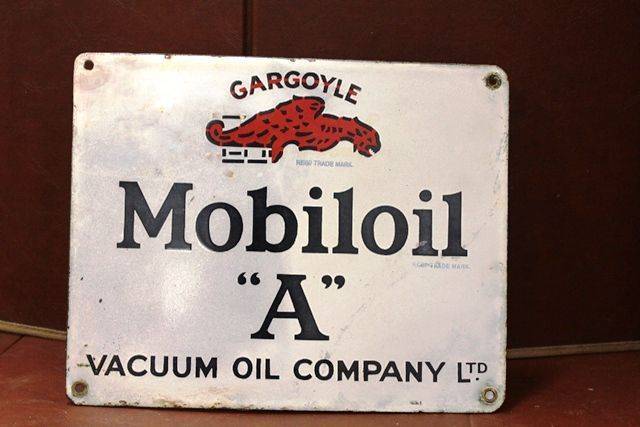 GARGOYLE
REGD TRADE MARK.
Mobiloil
REGD TRADE MARK.
“A”
VACUUM OIL COMPANY LTD.